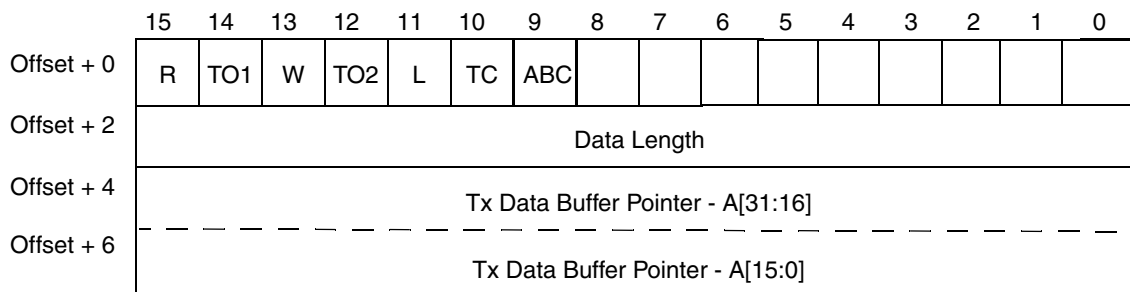 15 14 13 12 11 10 9 8 7 6 5 4 3 2 1 0
Offset + 0 R TO1 W TO2 L TC ABC
Offset + 2 Data Length
Offset + 4 Tx Data Buffer Pointer - A[31:16]
Offset + 6 Tx Data Buffer Pointer - A[15:0]